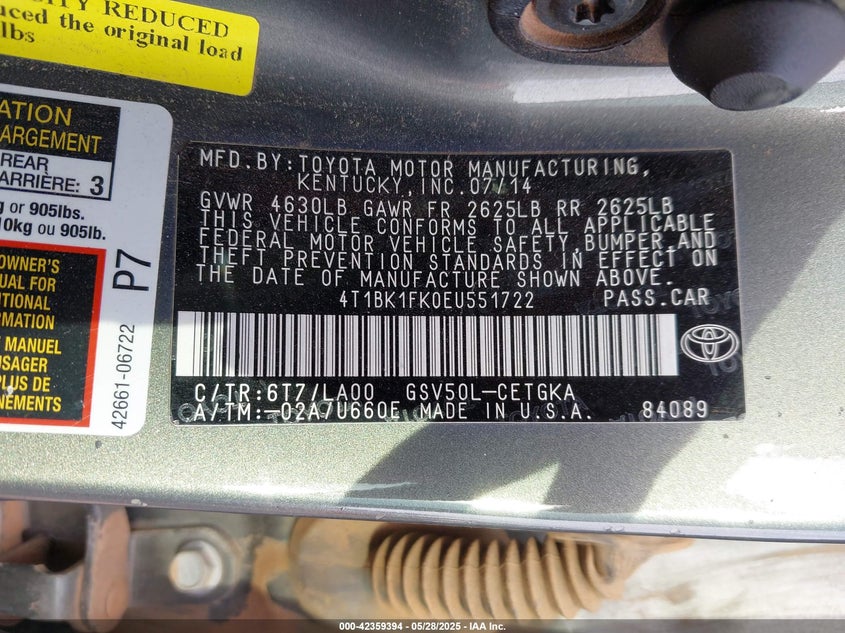 ITY REDUCED
uced the original load
lbs
ATION
ARGEMENT
REAR
ARRIÈRE: 3
g or 905lbs.
10kg ou 905lb.
OWNER'S
UAL FOR
ITIONAL
RMATION
MANUEL
USAGER
US DE
NEMENTS
P7
42661-06722
MFD.BY:TOYOTA MOTOR MANUFACTURING,
KENTUCKY,INC.07/14
GVWR 4630LB GAWR FR 2625LB RR 2625LB
THIS VEHICLE CONFORMS TO ALL APPLICABLE
FEDERAL MOTOR VEHICLE SAFETY,BUMPER,AND
THEFT PREVENTION STANDARDS IN EFFECT ON
THE DATE OF MANUFACTURE SHOWN ABOVE.
4T1BK1FK0EU551722 PASS.CAR
C/TR:6T7/LA00 GSV50L-CETGKA
A/TM:-02A7U660E MADE IN U.S.A. 84089
000-42359394 - 05/28/2025 - IAA Inc.